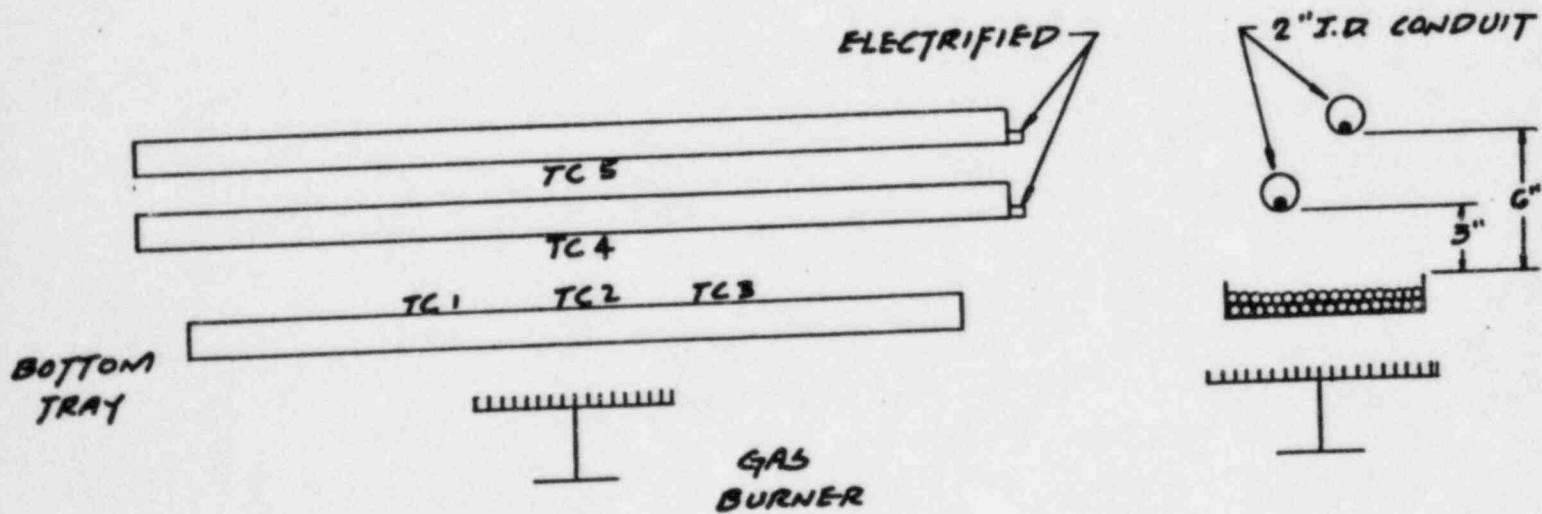 ELECTRIFIED
2" I.D. CONDUIT
TC 5
6"
3"
TC 4
TC 1 TC 2 TC 3
BOTTOM
TRAY
GAS
BURNER